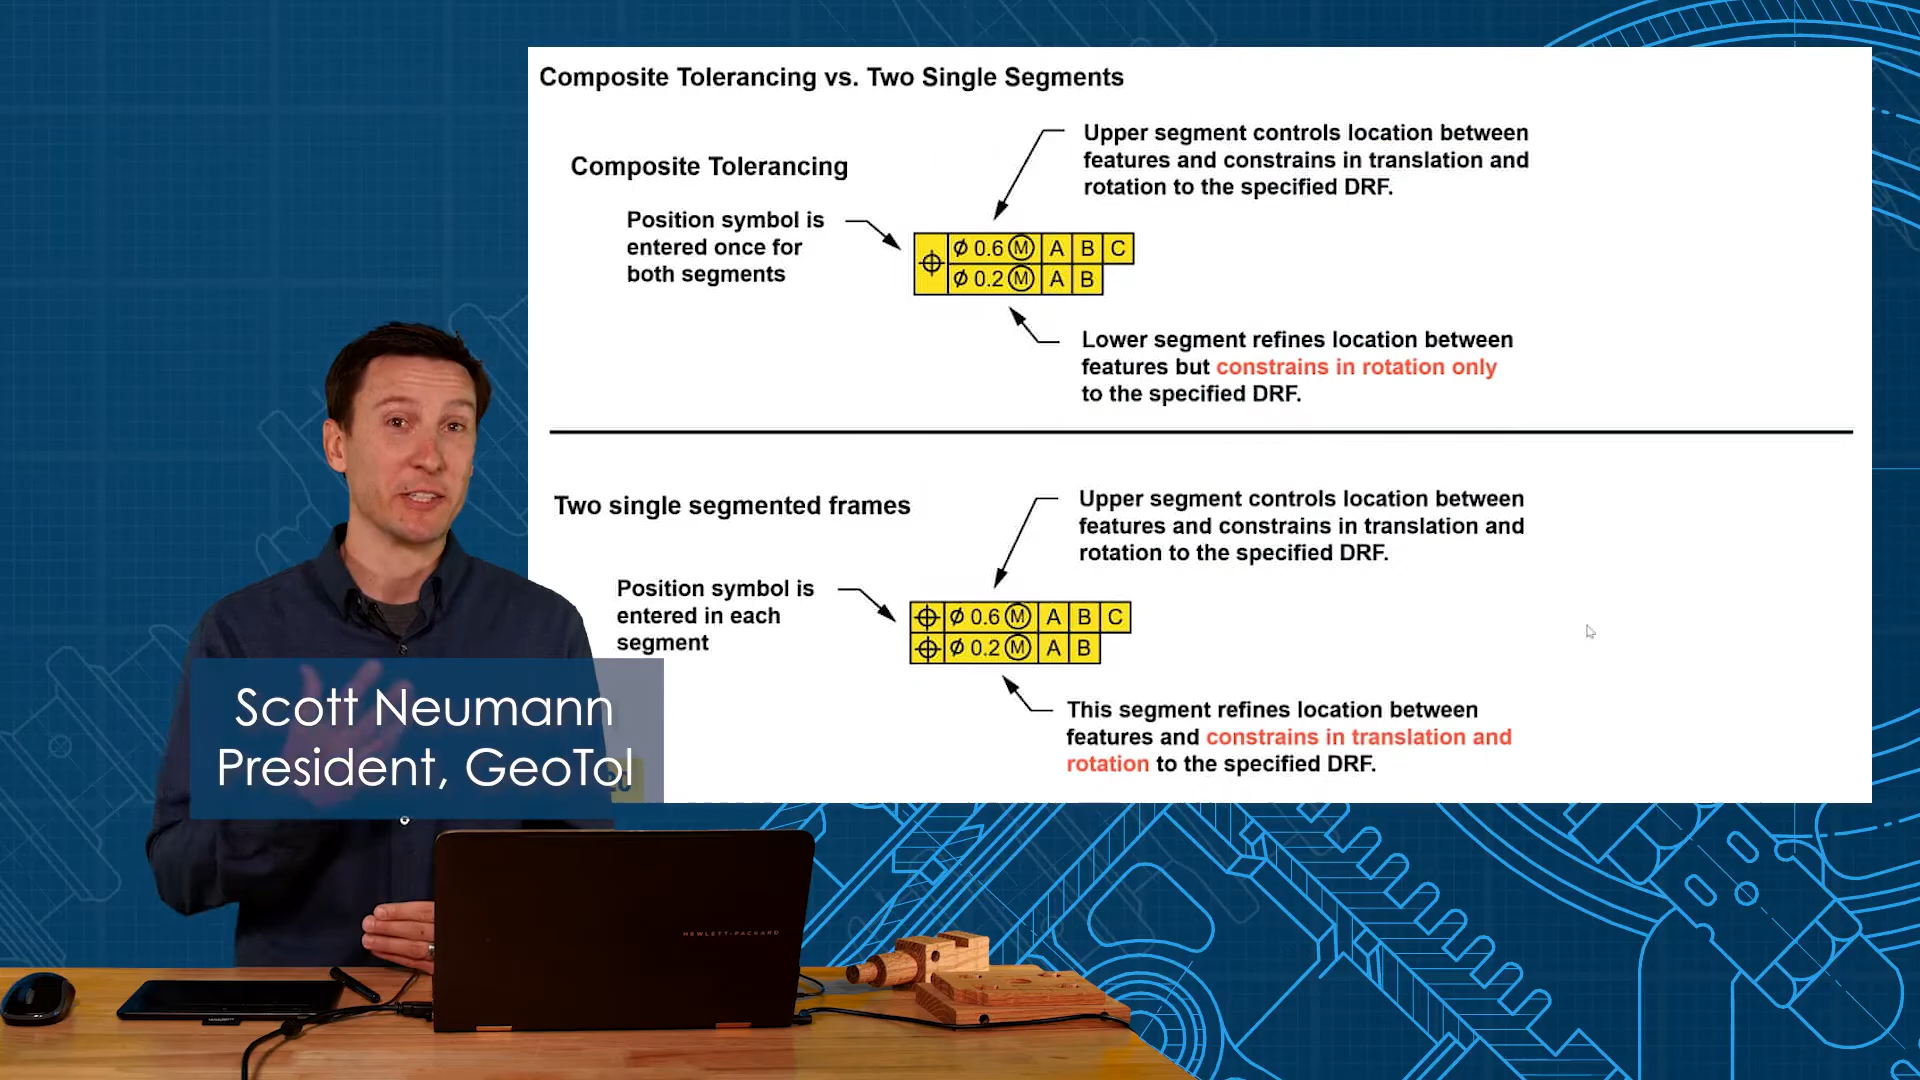 Composite Tolerancing vs. Two Single Segments
Composite Tolerancing
Upper segment controls location between
features and constrains in translation and
rotation to the specified DRF.
Position symbol is
entered once for
both segments
⌖ Ø 0.6 Ⓜ A B C
Ø 0.2 Ⓜ A B
Lower segment refines location between
features but constrains in rotation only
to the specified DRF.
Two single segmented frames
Upper segment controls location between
features and constrains in translation and
rotation to the specified DRF.
Position symbol is
entered in each
segment
⌖ Ø 0.6 Ⓜ A B C
⌖ Ø 0.2 Ⓜ A B
This segment refines location between
features and constrains in translation and
rotation to the specified DRF.
Scott Neumann
President, GeoTol
HEWLETT-PACKARD